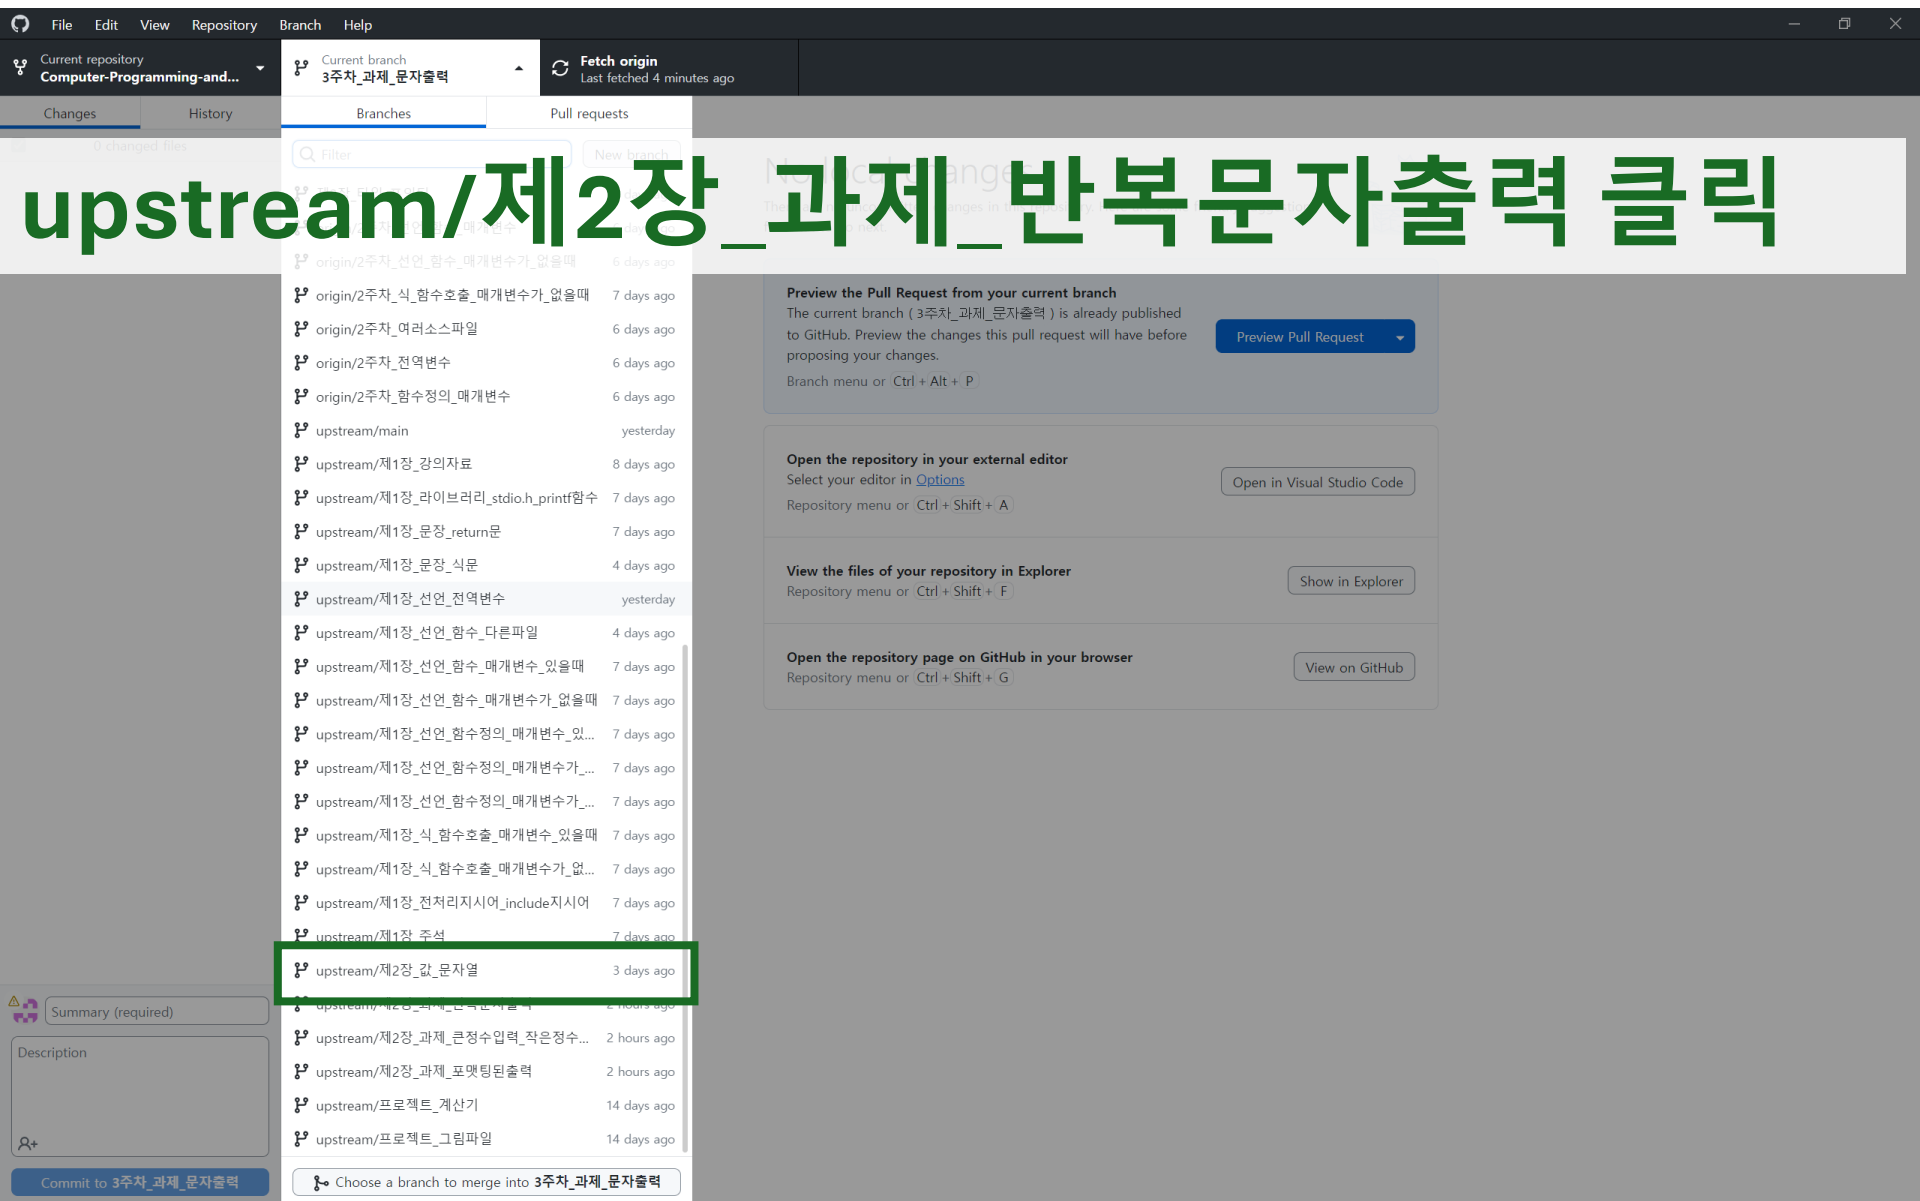 File Edit View Repository Branch Help
Current repository
Computer-Programming-and...
Current branch
3주차_과제_문자출력
Fetch origin
Last fetched 4 minutes ago
Changes History
Branches Pull requests
0 changed files
Filter
New branch
No local changes
upstream/제2장_과제_반복문자출력 클릭
origin/2주차_선언_함수_매개변수가_없을때 6 days ago
origin/2주차_식_함수호출_매개변수가_없을때 7 days ago
origin/2주차_여러소스파일 6 days ago
origin/2주차_전역변수 6 days ago
origin/2주차_함수정의_매개변수 6 days ago
upstream/main yesterday
upstream/제1장_강의자료 8 days ago
upstream/제1장_라이브러리_stdio.h_printf함수 7 days ago
upstream/제1장_문장_return문 7 days ago
upstream/제1장_문장_식문 4 days ago
upstream/제1장_선언_전역변수 yesterday
upstream/제1장_선언_함수_다른파일 4 days ago
upstream/제1장_선언_함수_매개변수_있을때 7 days ago
upstream/제1장_선언_함수_매개변수가_없을때 7 days ago
upstream/제1장_선언_함수정의_매개변수_있... 7 days ago
upstream/제1장_선언_함수정의_매개변수가_... 7 days ago
upstream/제1장_선언_함수정의_매개변수가_... 7 days ago
upstream/제1장_식_함수호출_매개변수_있을때 7 days ago
upstream/제1장_식_함수호출_매개변수가_없... 7 days ago
upstream/제1장_전처리지시어_include지시어 7 days ago
upstream/제1장_주석 7 days ago
upstream/제2장_값_문자열 3 days ago
upstream/제2장_과제_반복문자출력 2 hours ago
upstream/제2장_과제_큰정수입력_작은정수... 2 hours ago
upstream/제2장_과제_포맷팅된출력 2 hours ago
upstream/프로젝트_계산기 14 days ago
upstream/프로젝트_그림파일 14 days ago
Choose a branch to merge into 3주차_과제_문자출력
Preview the Pull Request from your current branch
The current branch ( 3주차_과제_문자출력 ) is already published
to GitHub. Preview the changes this pull request will have before
proposing your changes.
Branch menu or Ctrl + Alt + P
Preview Pull Request
Open the repository in your external editor
Select your editor in Options
Repository menu or Ctrl + Shift + A
Open in Visual Studio Code
View the files of your repository in Explorer
Repository menu or Ctrl + Shift + F
Show in Explorer
Open the repository page on GitHub in your browser
Repository menu or Ctrl + Shift + G
View on GitHub
Summary (required)
Description
Commit to 3주차_과제_문자출력